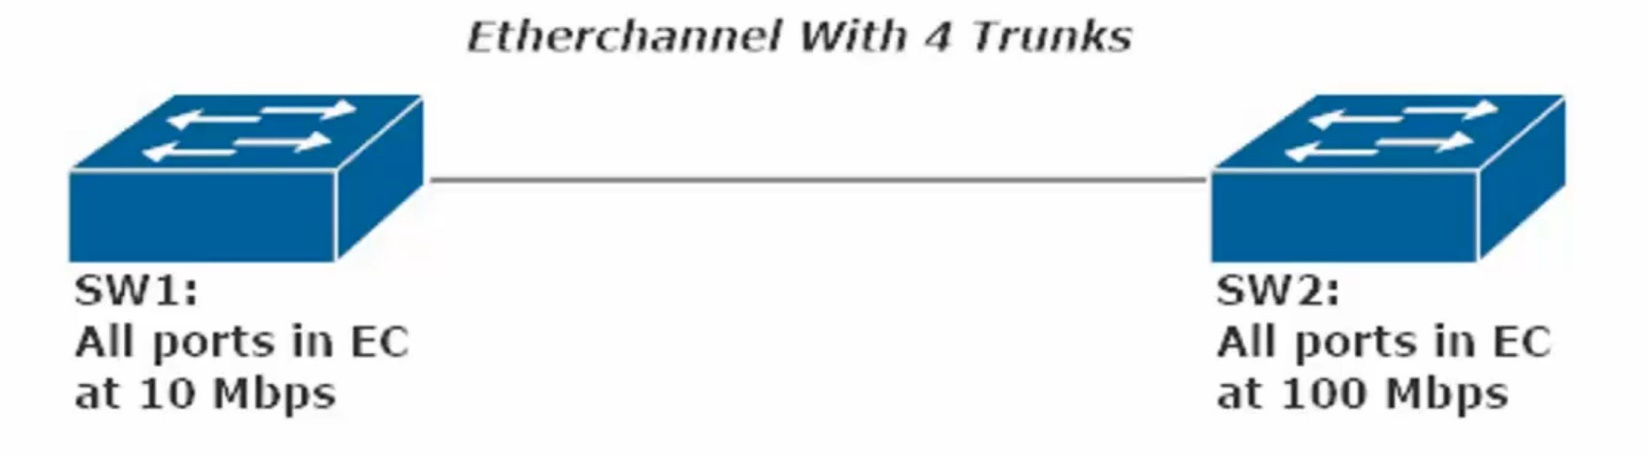 Etherchannel With 4 Trunks
SW1:
All ports in EC
at 10 Mbps
SW2:
All ports in EC
at 100 Mbps